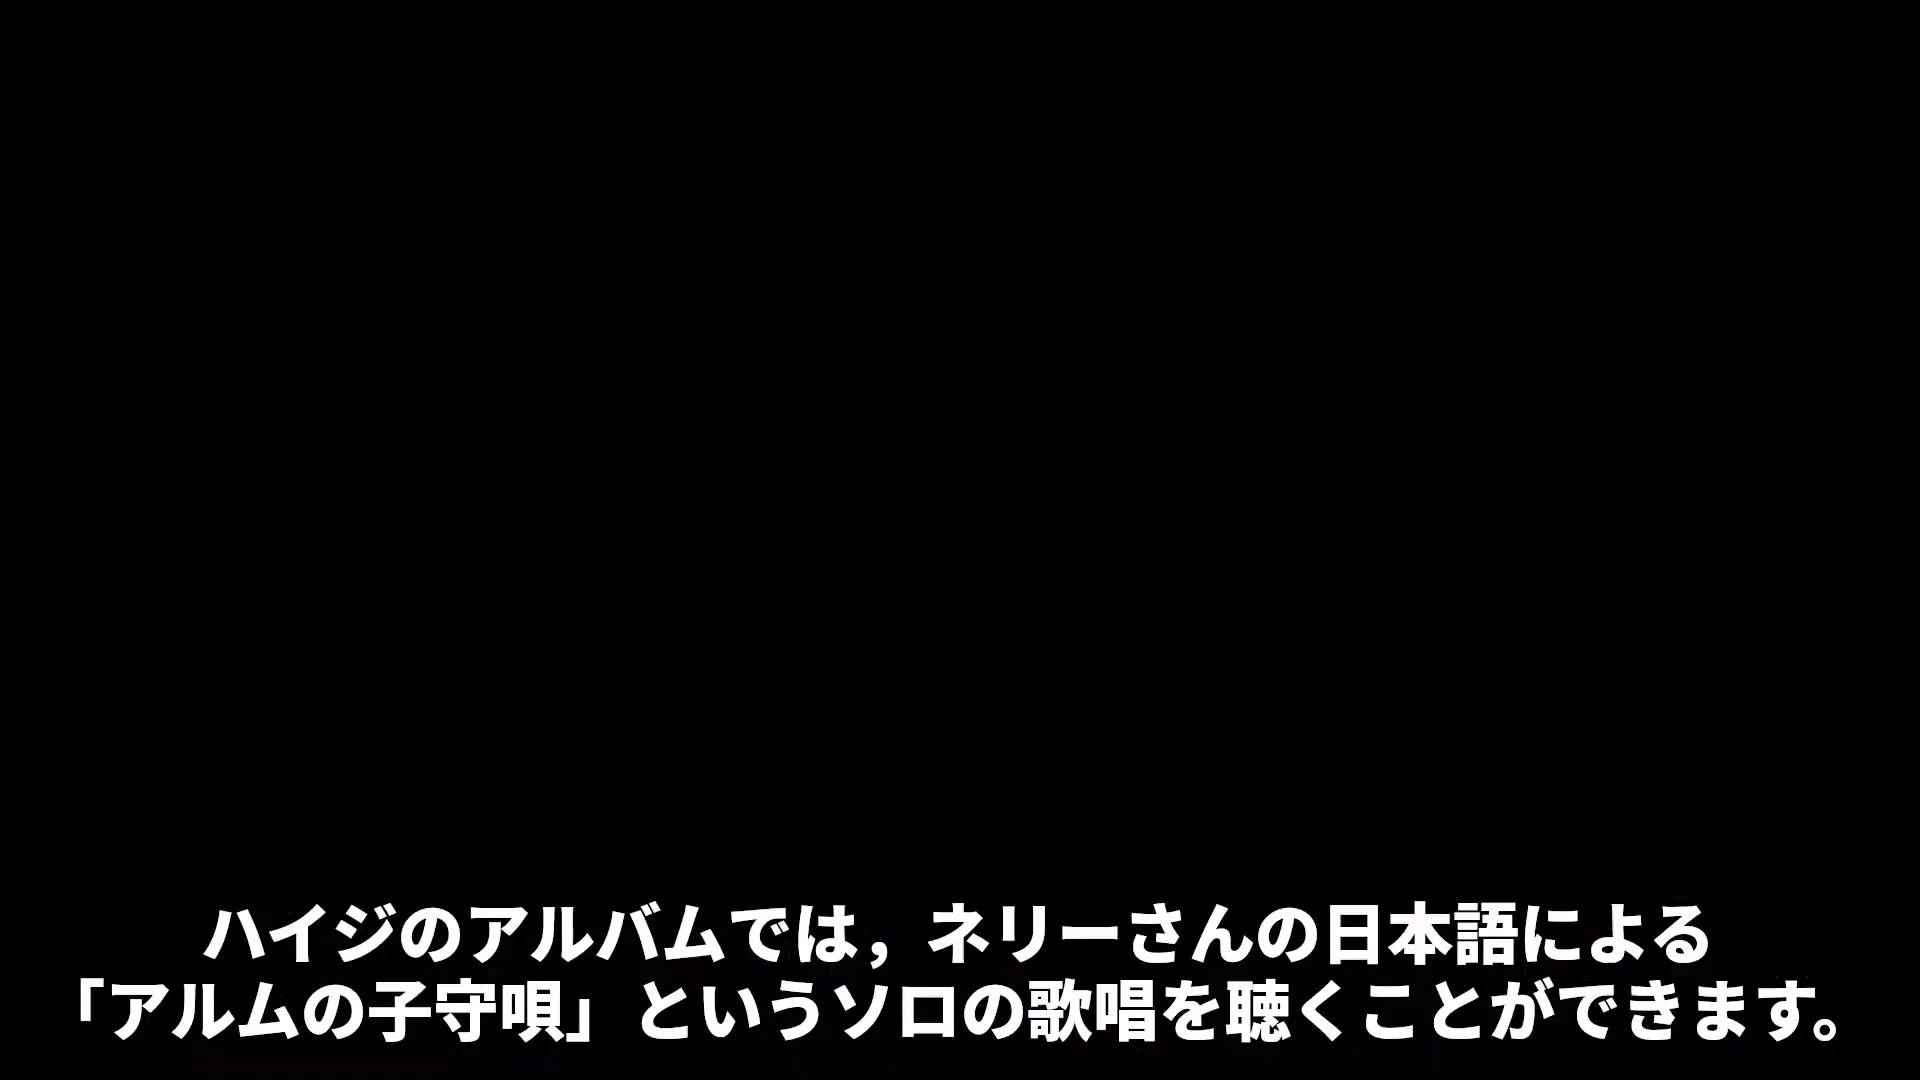 ハイジのアルバムでは，ネリーさんの日本語による
「アルムの子守唄」というソロの歌唱を聴くことができます。